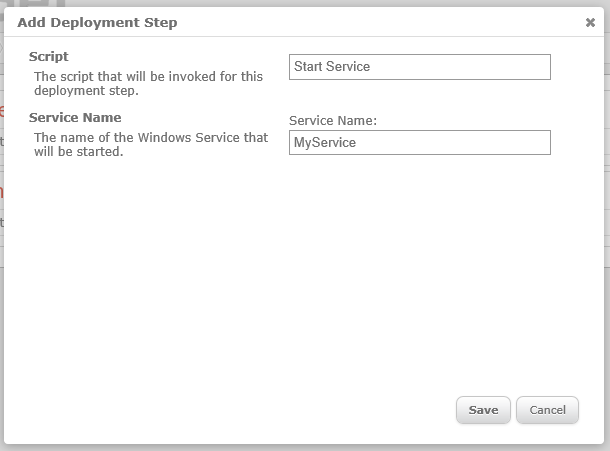 Add Deployment Step
Script
The script that will be invoked for this
deployment step.
Start Service
Service Name
The name of the Windows Service that
will be started.
Service Name:
MyService
Save
Cancel